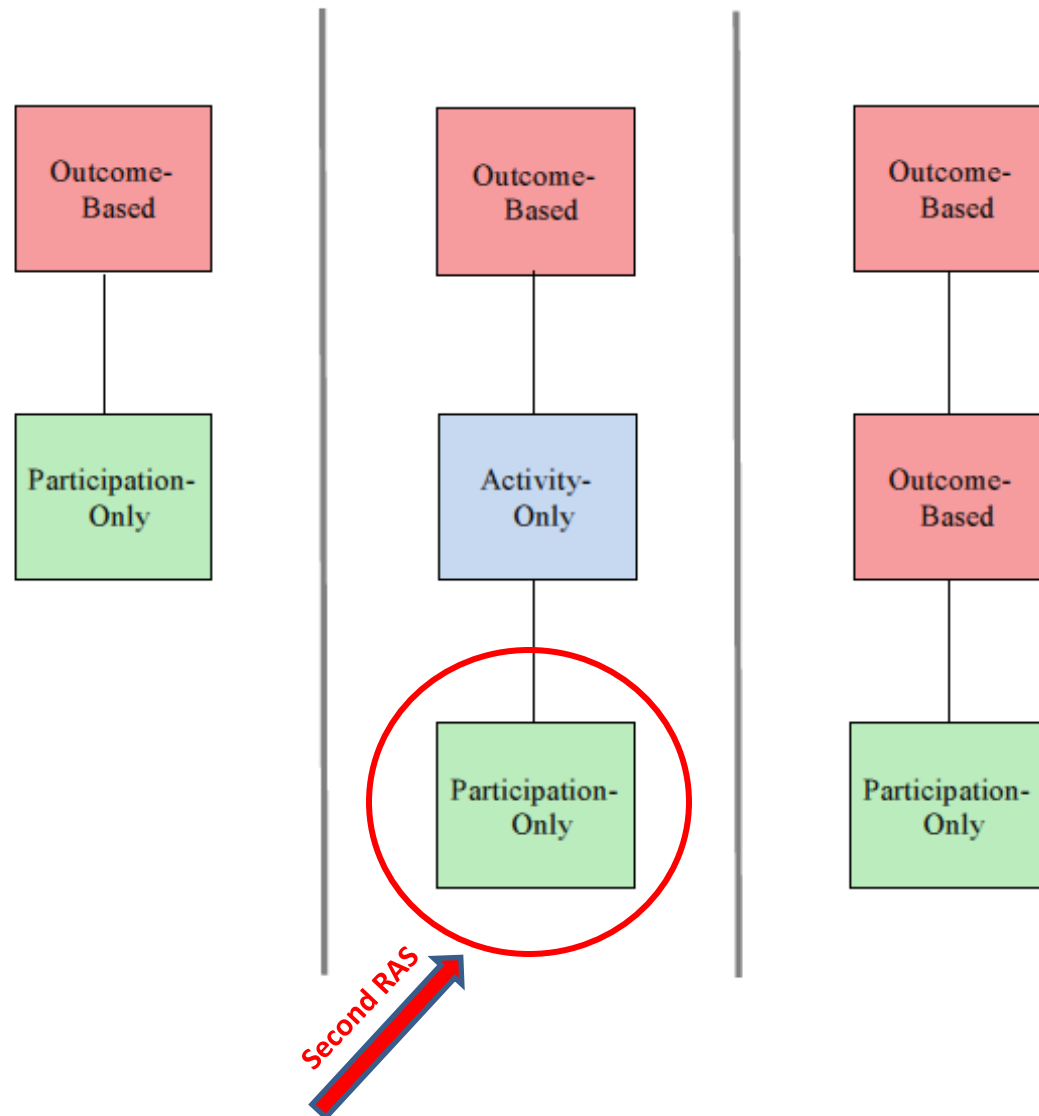 Outcome-
Based
Participation-
Only
Outcome-
Based
Activity-
Only
Participation-
Only
Second RAS
Outcome-
Based
Outcome-
Based
Participation-
Only